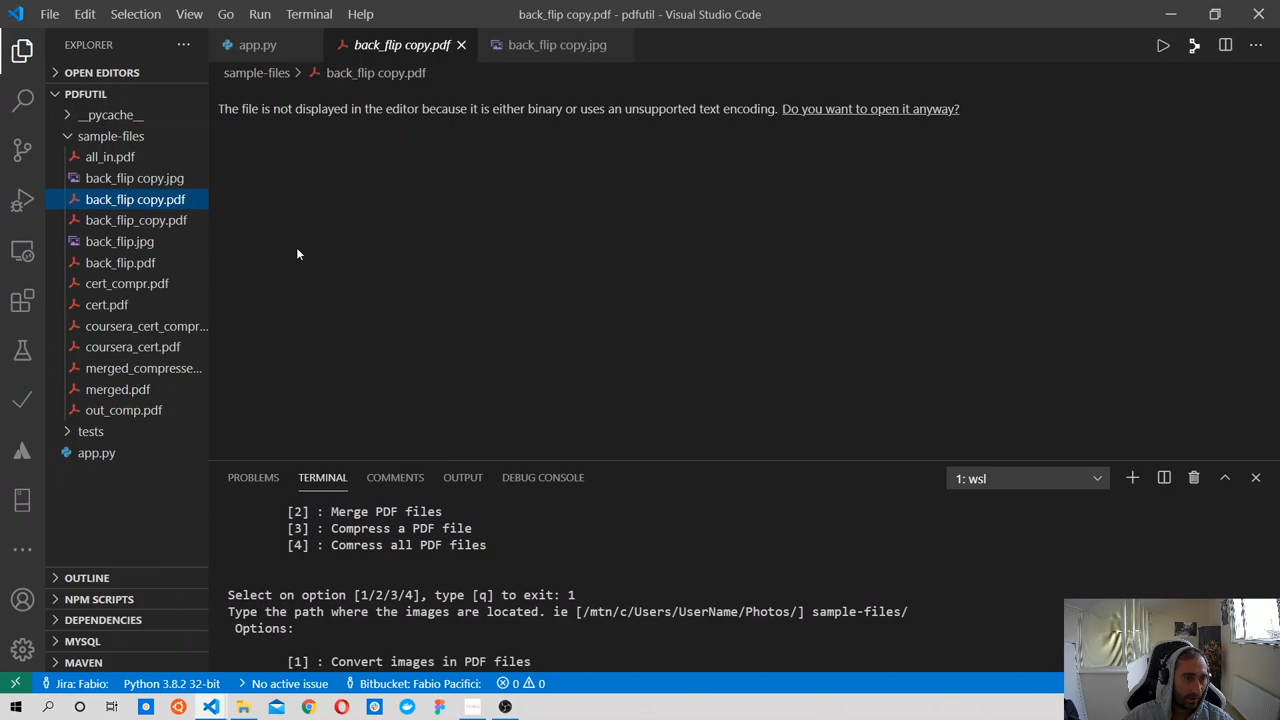 File Edit Selection View Go Run Terminal Help
back_flip copy.pdf - pdfutil - Visual Studio Code
EXPLORER
OPEN EDITORS
PDFUTIL
__pycache__
sample-files
all_in.pdf
back_flip copy.jpg
back_flip copy.pdf
back_flip_copy.pdf
back_flip.jpg
back_flip.pdf
cert_compr.pdf
cert.pdf
coursera_cert_compr...
coursera_cert.pdf
merged_compresse...
merged.pdf
out_comp.pdf
tests
app.py
OUTLINE
NPM SCRIPTS
DEPENDENCIES
MYSQL
MAVEN
app.py
back_flip copy.pdf
back_flip copy.jpg
sample-files > back_flip copy.pdf
The file is not displayed in the editor because it is either binary or uses an unsupported text encoding. Do you want to open it anyway?
PROBLEMS TERMINAL COMMENTS OUTPUT DEBUG CONSOLE
1: wsl
[2] : Merge PDF files
[3] : Compress a PDF file
[4] : Comress all PDF files
Select on option [1/2/3/4], type [q] to exit: 1
Type the path where the images are located. ie [/mtn/c/Users/UserName/Photos/] sample-files/
Options:
[1] : Convert images in PDF files
Jira: Fabio: Python 3.8.2 32-bit No active issue Bitbucket: Fabio Pacifici: 0 0